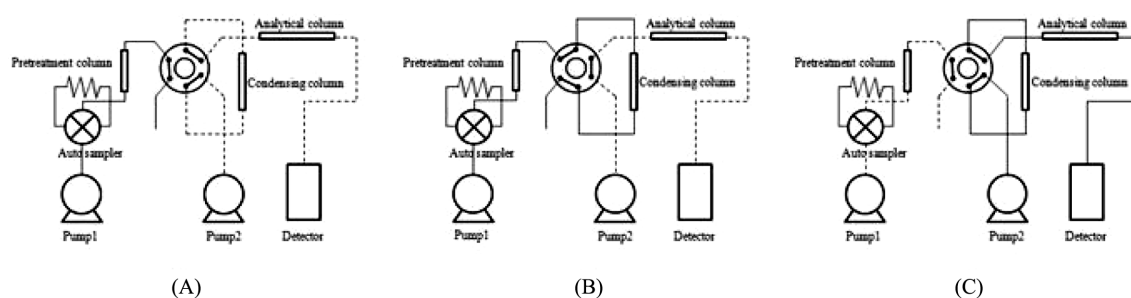 Analytical column
Pretreatment column
Condensing column
Auto sampler
Pump1
Pump2
Detector
(A)
Analytical column
Pretreatment column
Condensing column
Auto sampler
Pump1
Pump2
Detector
(B)
Analytical column
Pretreatment column
Condensing column
Auto sampler
Pump1
Pump2
Detector
(C)